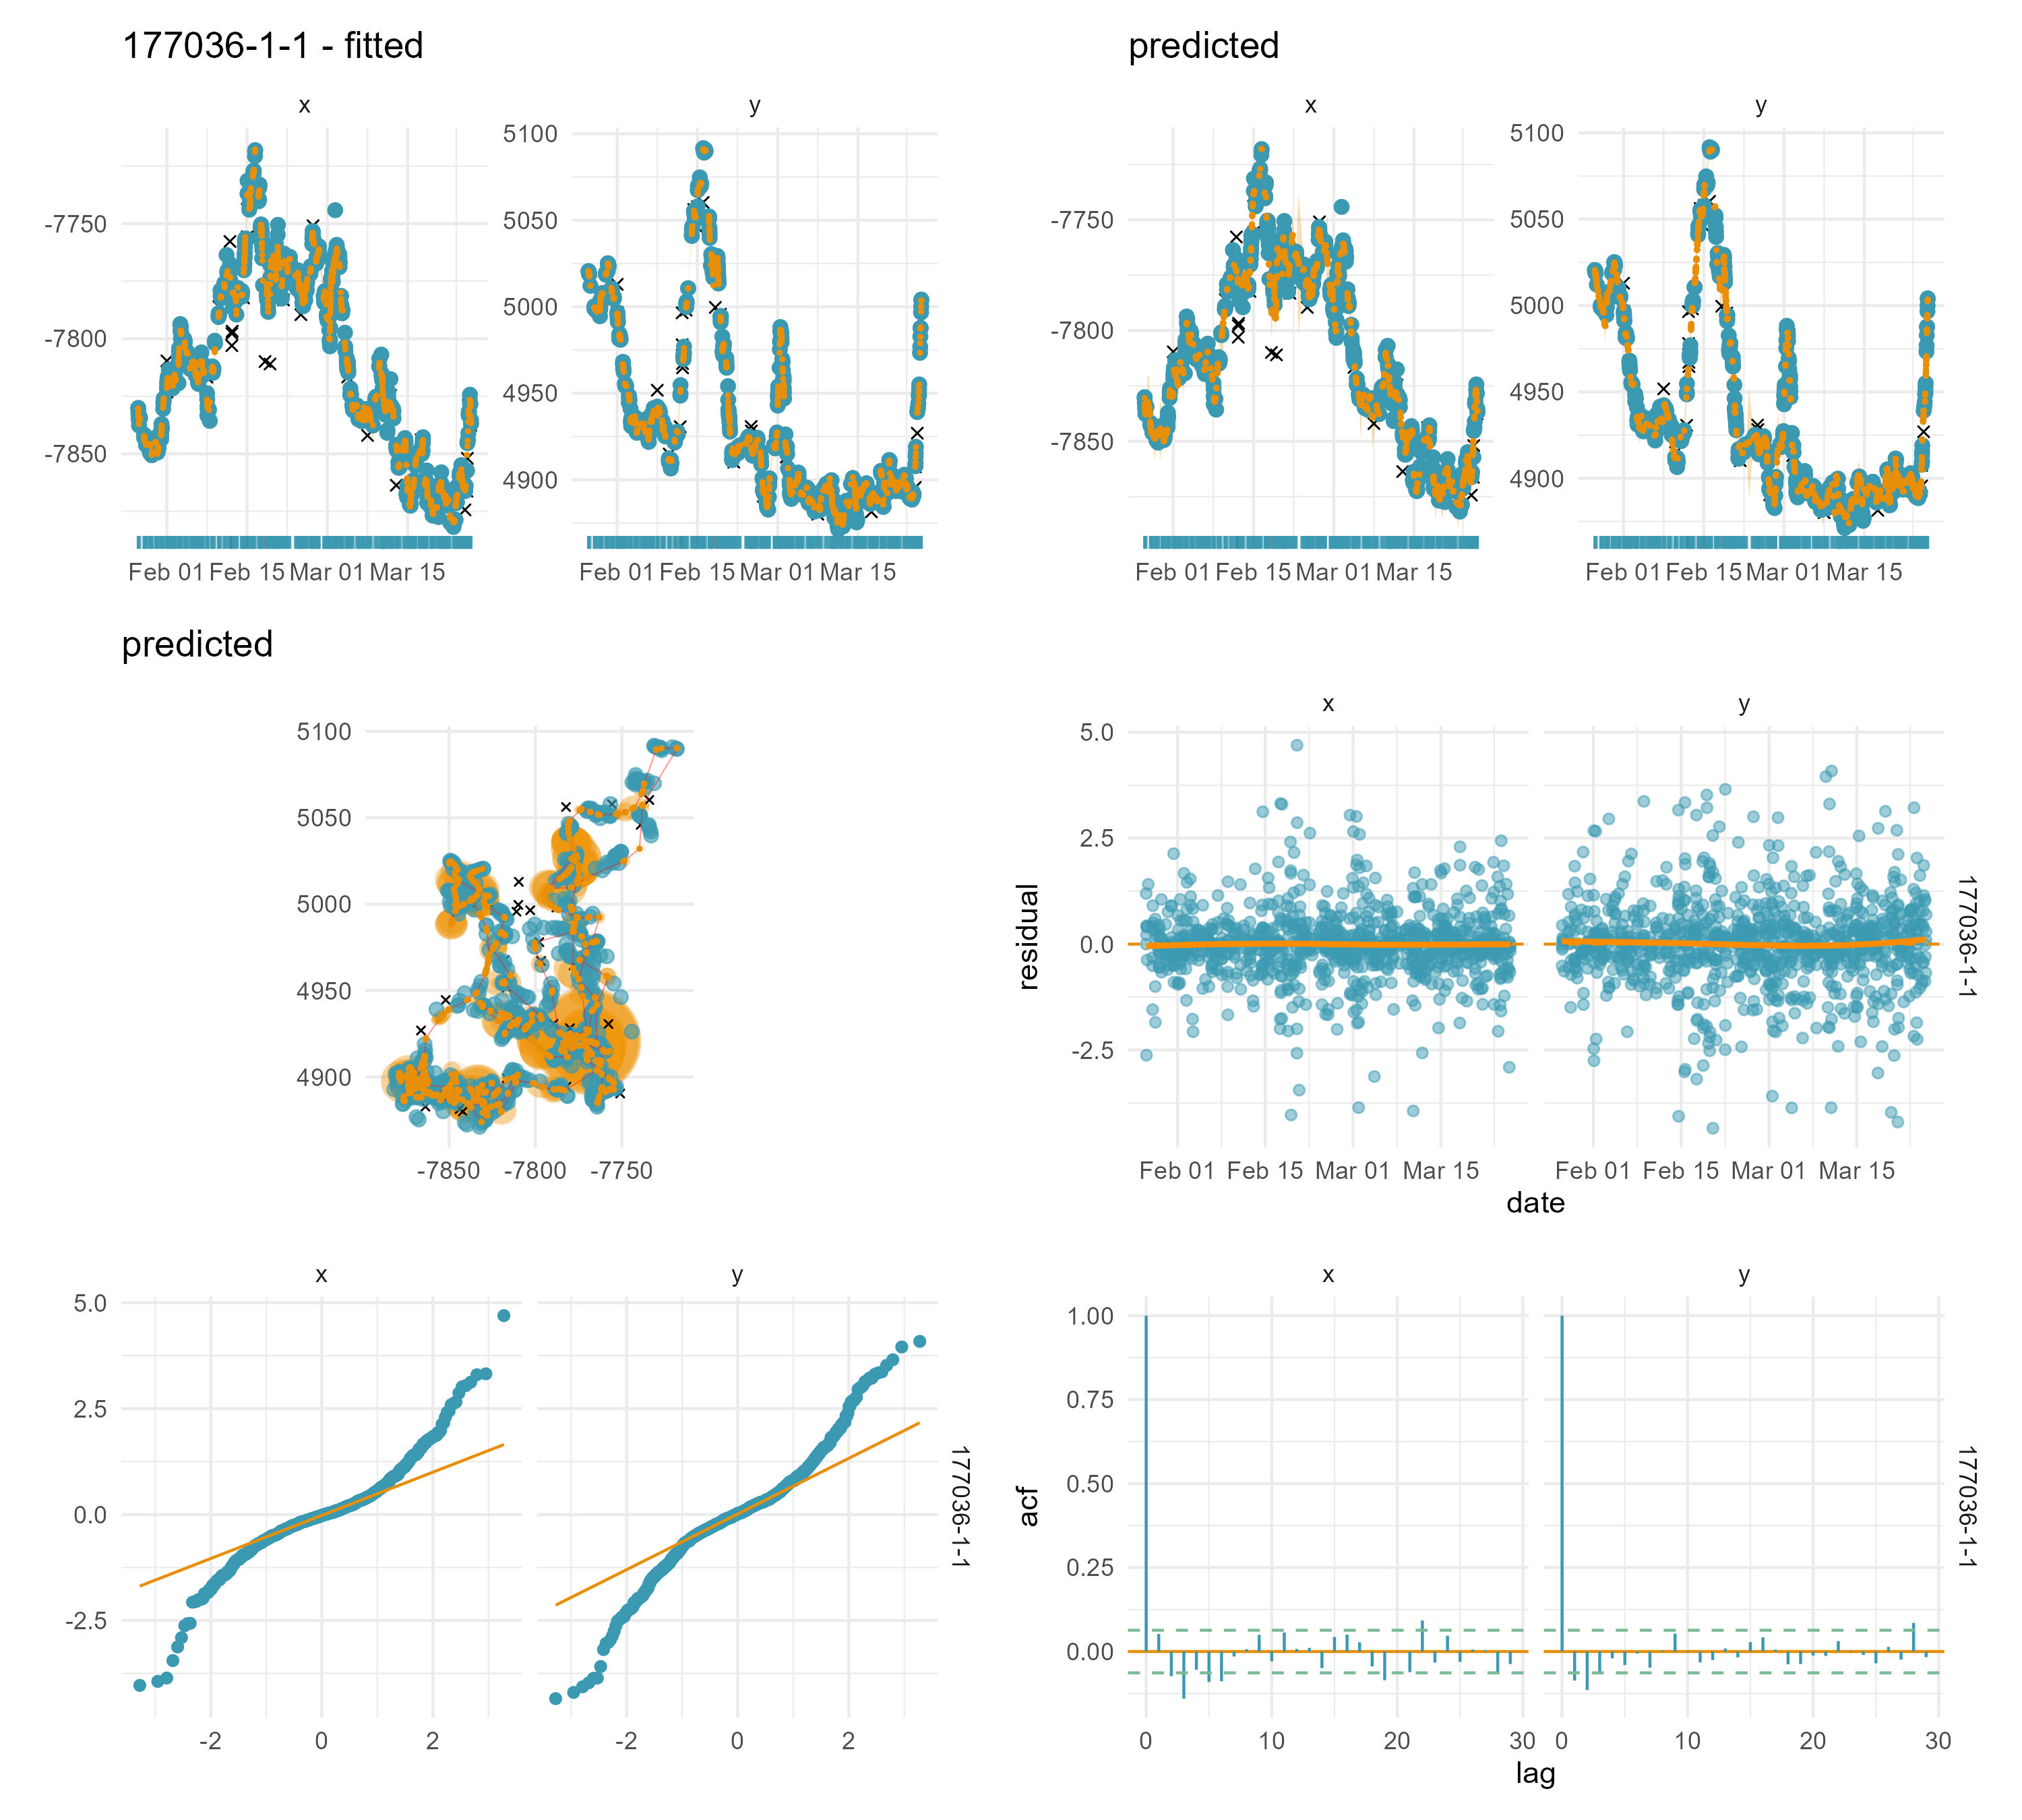 177036-1-1 - fitted
predicted
x
y
x
y
-7750
-7800
-7850
5100
5050
5000
4950
4900
-7750
-7800
-7850
5100
5050
5000
4950
4900
Feb 01 Feb 15 Mar 01 Mar 15
Feb 01 Feb 15 Mar 01 Mar 15
Feb 01 Feb 15 Mar 01 Mar 15
Feb 01 Feb 15 Mar 01 Mar 15
predicted
5100
5050
5000
4950
4900
-7850 -7800 -7750
x
y
residual
5.0
2.5
0.0
-2.5
177036-1-1
Feb 01 Feb 15 Mar 01 Mar 15
Feb 01 Feb 15 Mar 01 Mar 15
date
x
y
5.0
2.5
0.0
-2.5
177036-1-1
-2 0 2
-2 0 2
x
y
acf
1.00
0.75
0.50
0.25
0.00
177036-1-1
0 10 20 30
0 10 20 30
lag